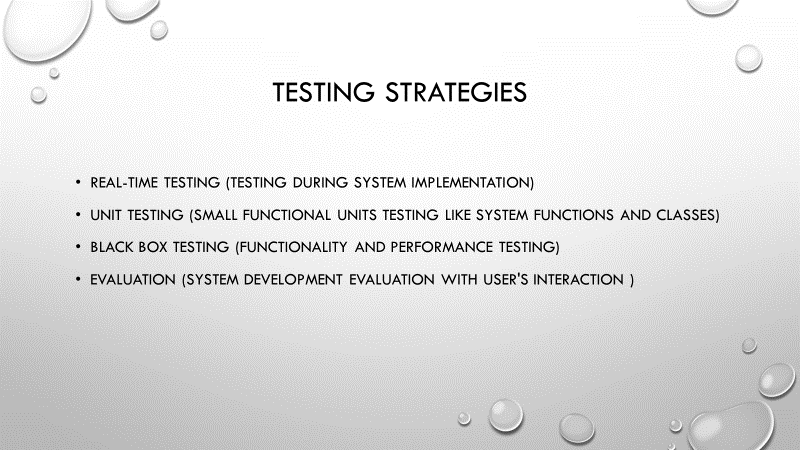 TESTING STRATEGIES
• REAL-TIME TESTING (TESTING DURING SYSTEM IMPLEMENTATION)
• UNIT TESTING (SMALL FUNCTIONAL UNITS TESTING LIKE SYSTEM FUNCTIONS AND CLASSES)
• BLACK BOX TESTING (FUNCTIONALITY AND PERFORMANCE TESTING)
• EVALUATION (SYSTEM DEVELOPMENT EVALUATION WITH USER'S INTERACTION )